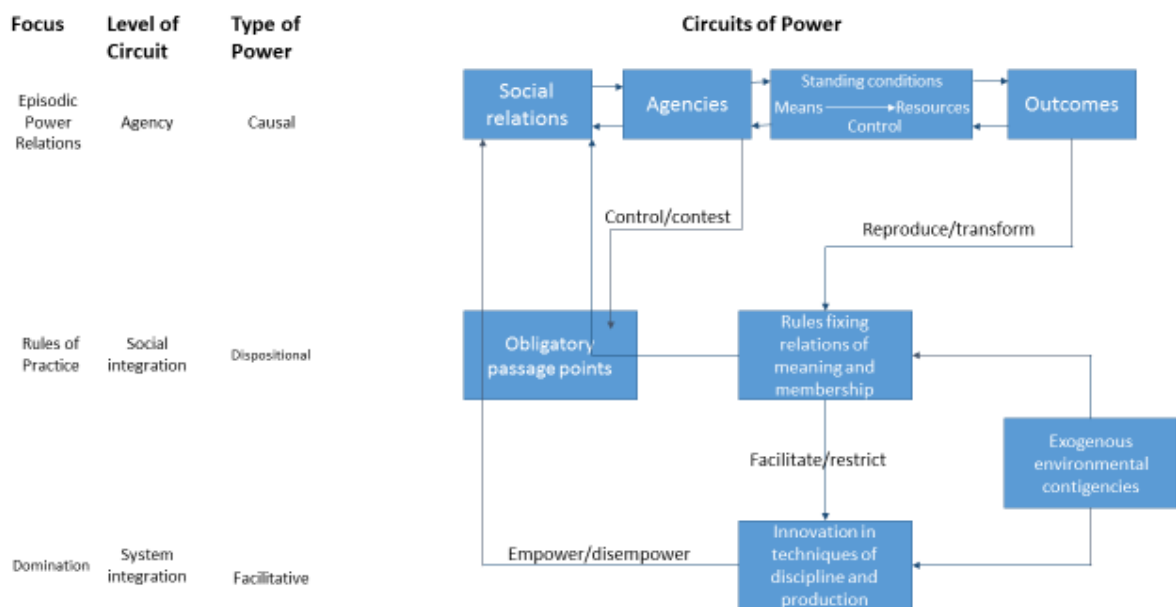 Focus
Level of
Circuit
Type of
Power
Circuits of Power
Episodic
Power
Relations
Agency
Causal
Social
relations
Agencies
Standing conditions
Means
Resources
Control
Outcomes
Control/contest
Reproduce/transform
Rules of
Practice
Social
integration
Dispositional
Obligatory
passage points
Rules fixing
relations of
meaning and
membership
Facilitate/restrict
Exogenous
environmental
contigencies
Domination
System
integration
Facilitative
Empower/disempower
Innovation in
techniques of
discipline and
production